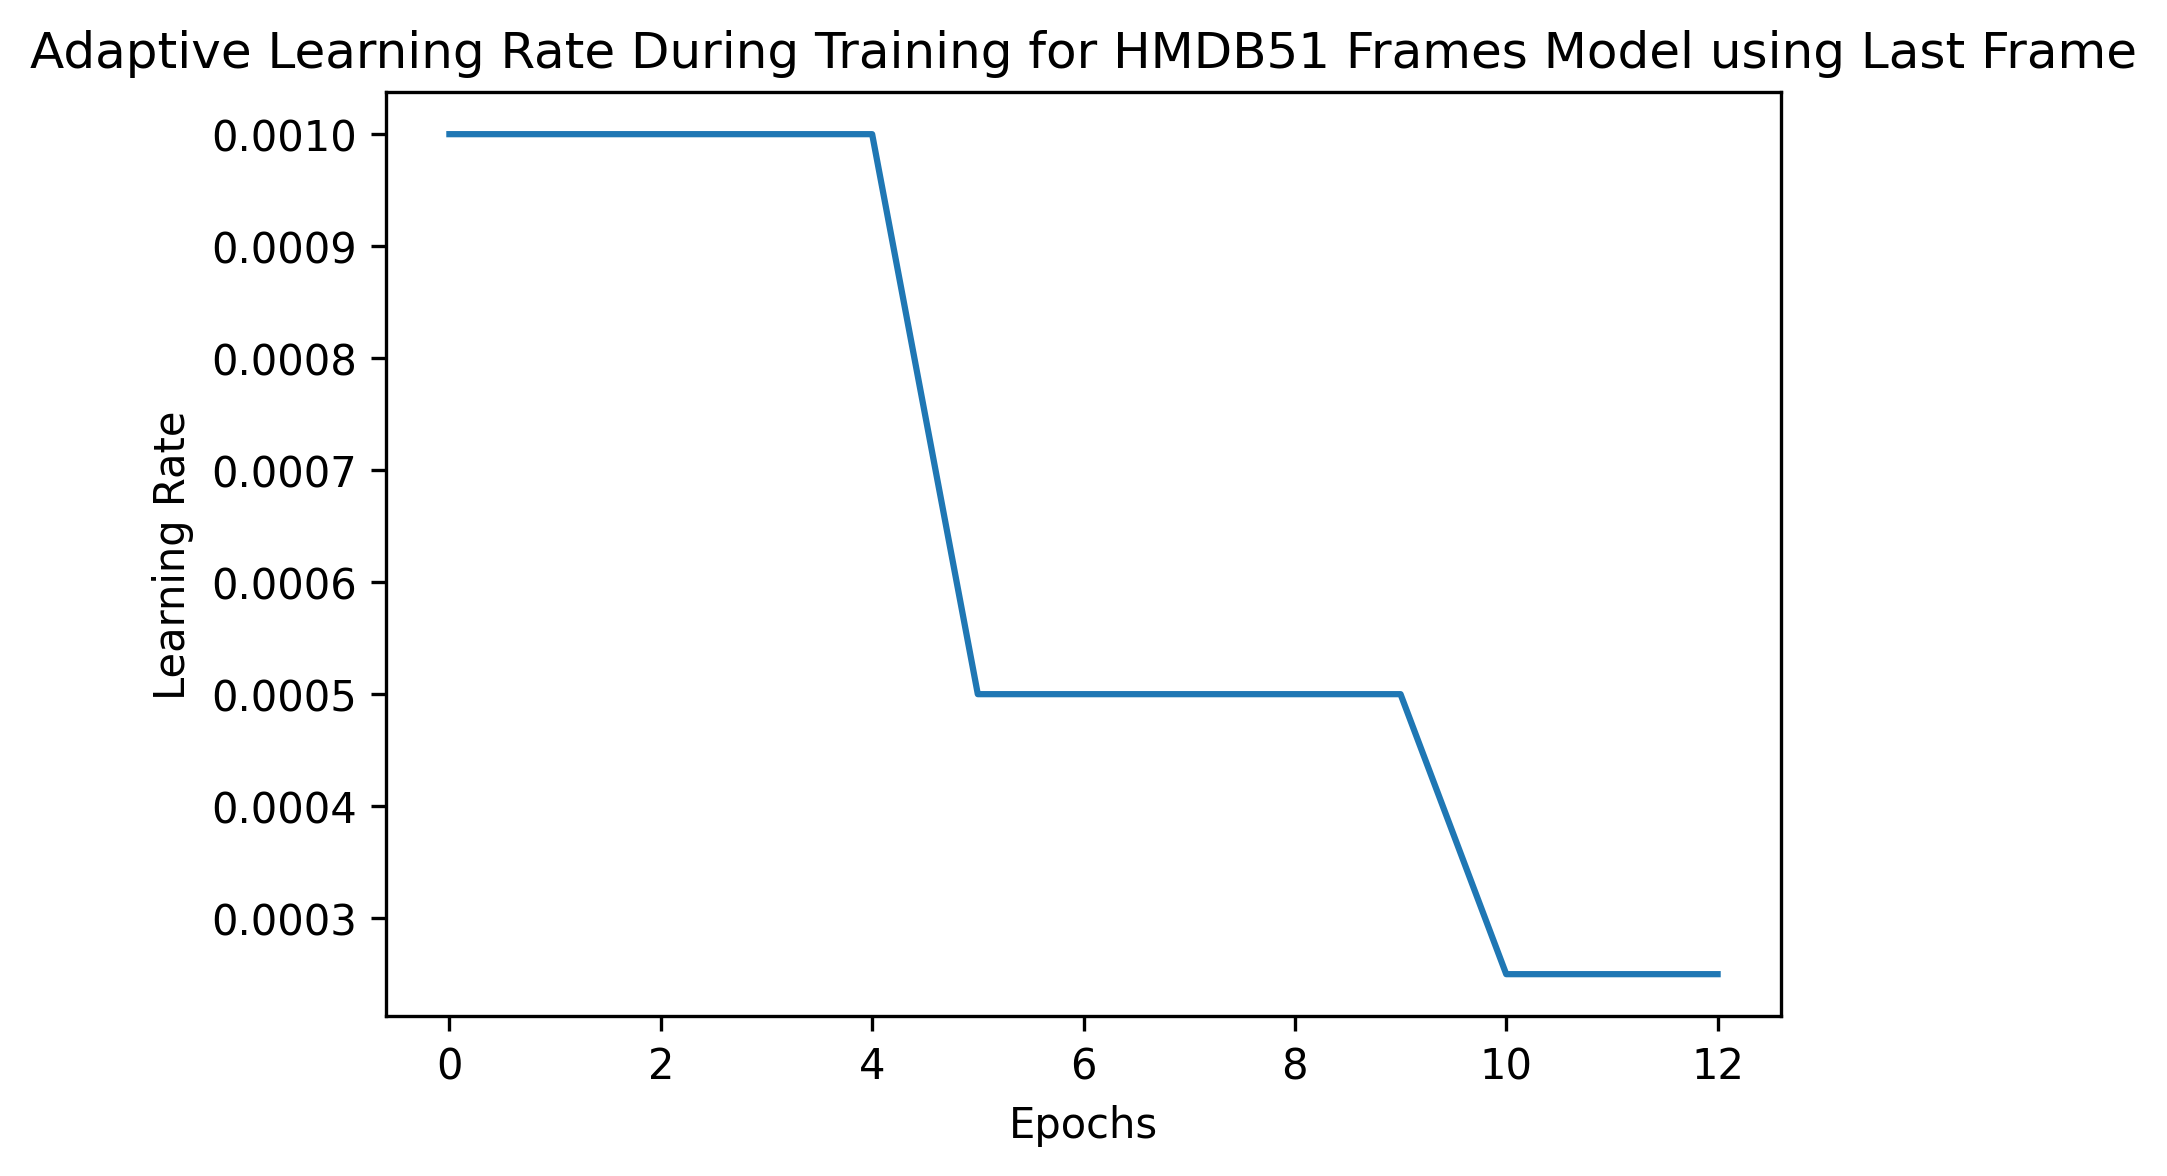 Adaptive Learning Rate During Training for HMDB51 Frames Model using Last Frame
0.0010
0.0009
0.0008
0.0007
0.0006
0.0005
0.0004
0.0003
Learning Rate
0 2 4 6 8 10 12
Epochs